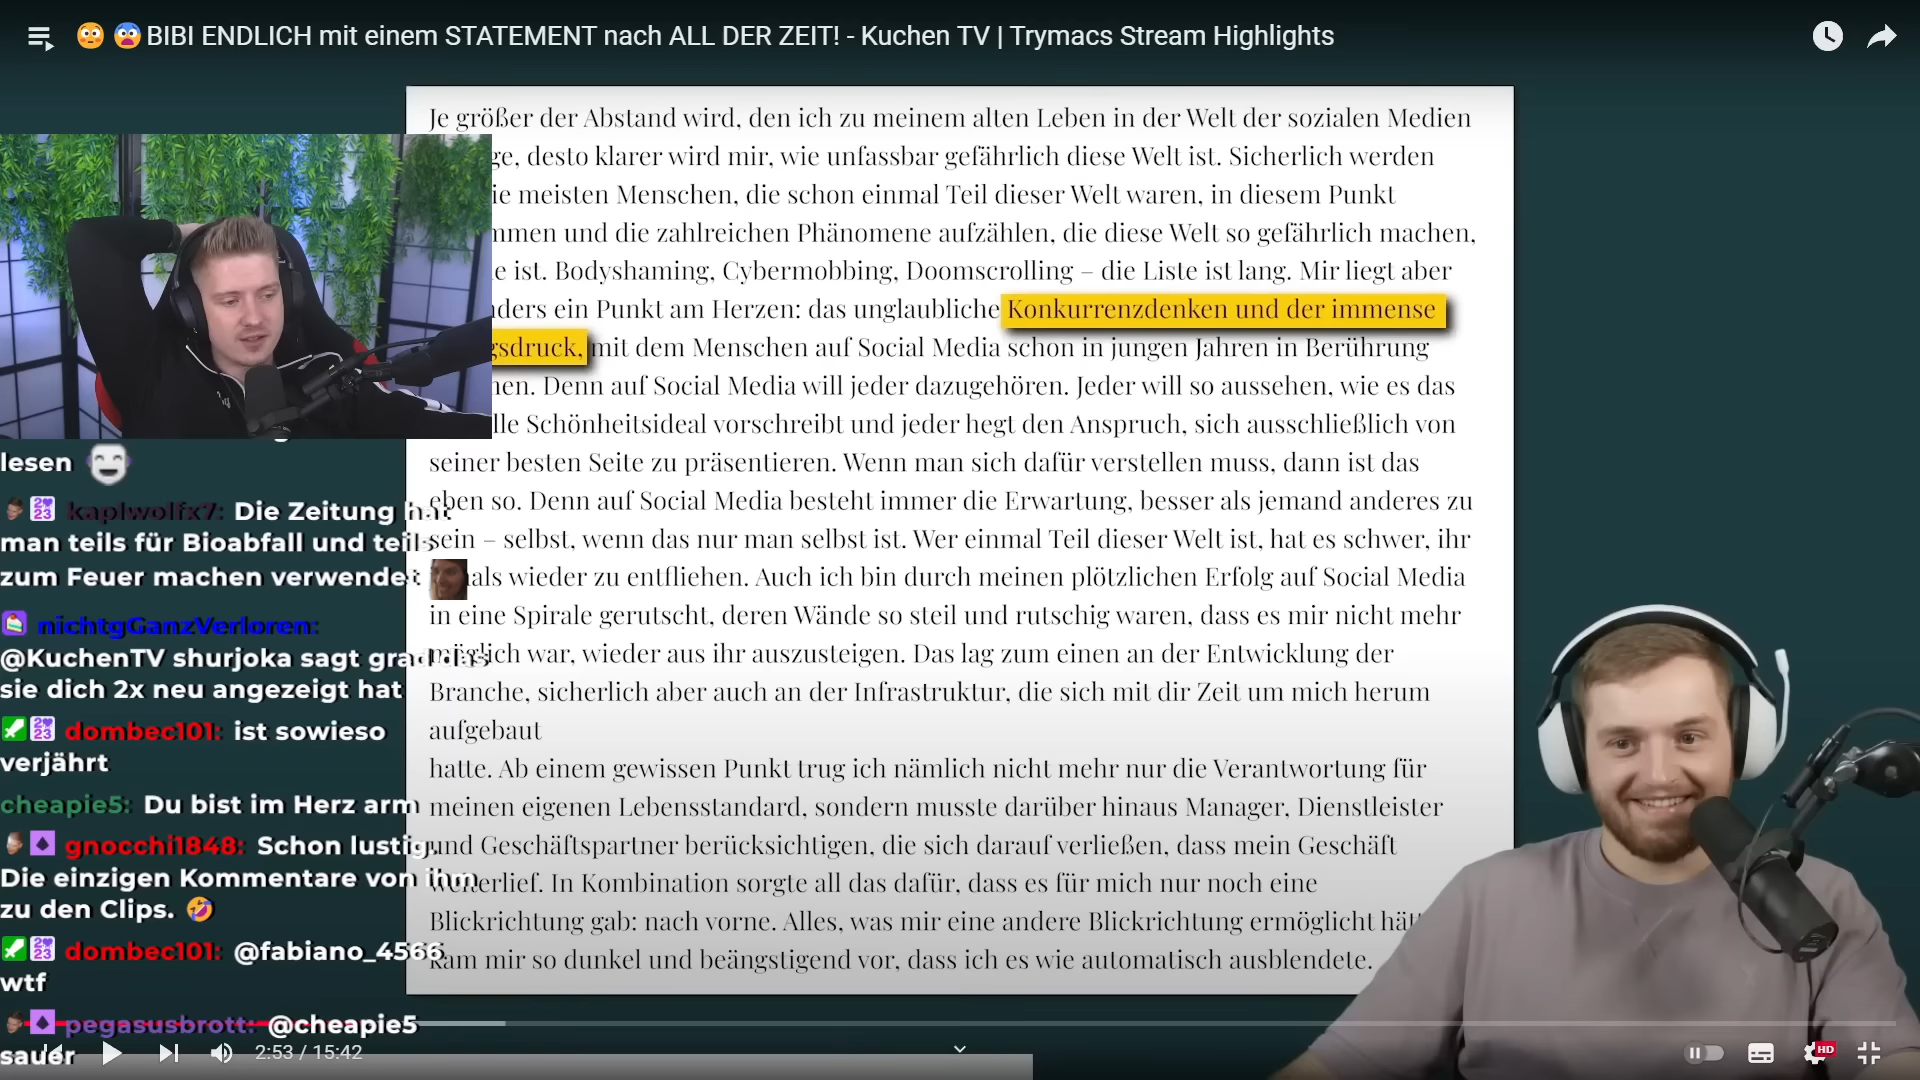 BIBI ENDLICH mit einem STATEMENT nach ALL DER ZEIT! - Kuchen TV | Trymacs Stream Highlights
Je größer der Abstand wird, den ich zu meinem alten Leben in der Welt der sozialen Medien
ge, desto klarer wird mir, wie unfassbar gefährlich diese Welt ist. Sicherlich werden
ie meisten Menschen, die schon einmal Teil dieser Welt waren, in diesem Punkt
mmen und die zahlreichen Phänomene aufzählen, die diese Welt so gefährlich machen,
e ist. Bodyshaming, Cybermobbing, Doomscrolling – die Liste ist lang. Mir liegt aber
nders ein Punkt am Herzen: das unglaubliche Konkurrenzdenken und der immense
gsdruck, mit dem Menschen auf Social Media schon in jungen Jahren in Berührung
en. Denn auf Social Media will jeder dazugehören. Jeder will so aussehen, wie es das
lle Schönheitsideal vorschreibt und jeder hegt den Anspruch, sich ausschließlich von
seiner besten Seite zu präsentieren. Wenn man sich dafür verstellen muss, dann ist das
eben so. Denn auf Social Media besteht immer die Erwartung, besser als jemand anderes zu
sein – selbst, wenn das nur man selbst ist. Wer einmal Teil dieser Welt ist, hat es schwer, ihr
als wieder zu entfliehen. Auch ich bin durch meinen plötzlichen Erfolg auf Social Media
in eine Spirale gerutscht, deren Wände so steil und rutschig waren, dass es mir nicht mehr
möglich war, wieder aus ihr auszusteigen. Das lag zum einen an der Entwicklung der
Branche, sicherlich aber auch an der Infrastruktur, die sich mit dir Zeit um mich herum
aufgebaut
hatte. Ab einem gewissen Punkt trug ich nämlich nicht mehr nur die Verantwortung für
meinen eigenen Lebensstandard, sondern musste darüber hinaus Manager, Dienstleister
und Geschäftspartner berücksichtigen, die sich darauf verließen, dass mein Geschäft
weiterlief. In Kombination sorgte all das dafür, dass es für mich nur noch eine
Blickrichtung gab: nach vorne. Alles, was mir eine andere Blickrichtung ermöglicht hätt
kam mir so dunkel und beängstigend vor, dass ich es wie automatisch ausblendete.
lesen
kaplwolfx7: Die Zeitung hat
man teils für Bioabfall und teils
zum Feuer machen verwendet
nichtgGanzVerloren:
@KuchenTV shurjoka sagt grad das
sie dich 2x neu angezeigt hat
dombec101: ist sowieso
verjährt
cheapie5: Du bist im Herz arm
gnocchi1848: Schon lustig,
Die einzigen Kommentare von ihm
zu den Clips.
dombec101: @fabiano_4566
wtf
pegasusbrott: @cheapie5
sauer
2:53 / 15:42
HD